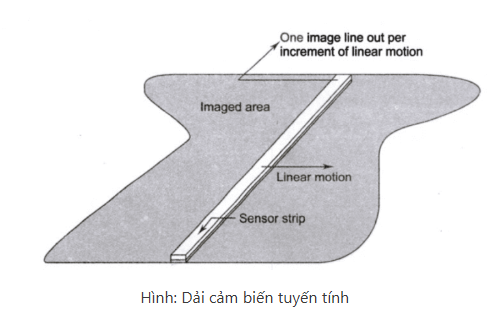 One image line out per
increment of linear motion
Imaged area
Linear motion
Sensor strip
Hình: Dải cảm biến tuyến tính